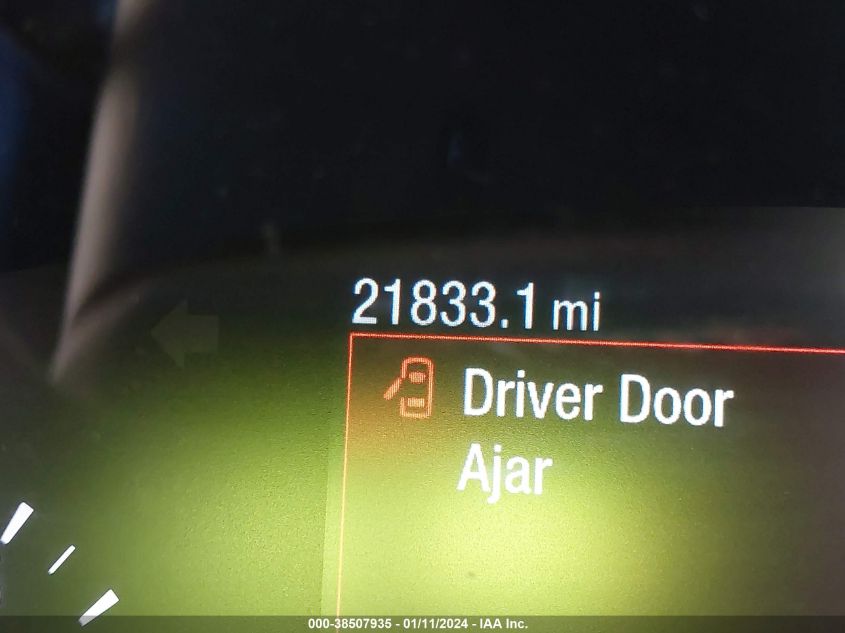 21833.1 mi
Driver Door
Ajar
000-38507935 - 01/11/2024 - IAA Inc.